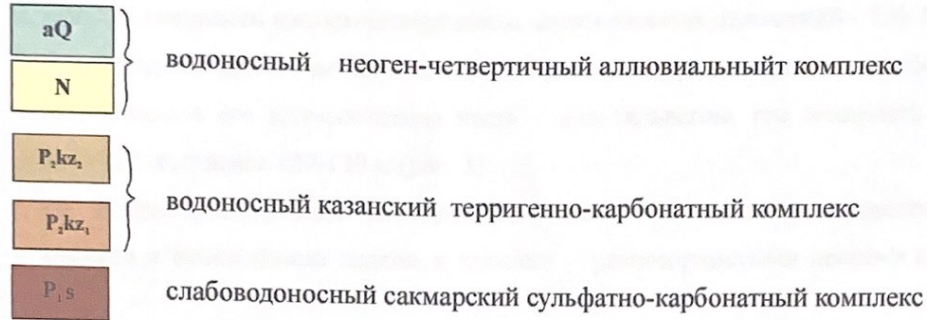 aQ
водоносный неоген-четвертичный аллювиальныйт комплекс
N
P₂kz₂
водоносный казанский терригенно-карбонатный комплекс
P₂kz₁
P₁s слабоводоносный сакмарский сульфатно-карбонатный комплекс